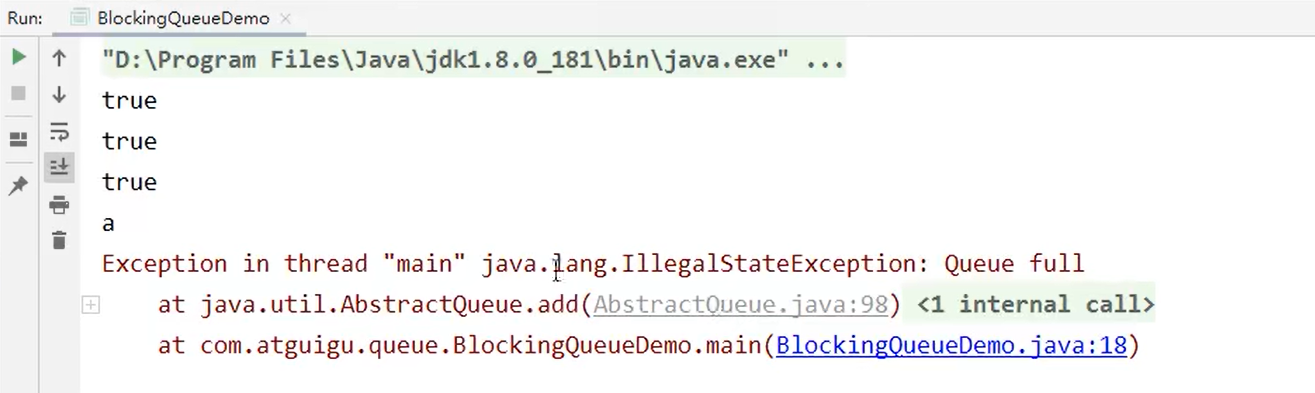 Run: BlockingQueueDemo
"D:\Program Files\Java\jdk1.8.0_181\bin\java.exe" ...
true
true
true
a
Exception in thread "main" java.lang.IllegalStateException: Queue full
at java.util.AbstractQueue.add(AbstractQueue.java:98) <1 internal call>
at com.atguigu.queue.BlockingQueueDemo.main(BlockingQueueDemo.java:18)